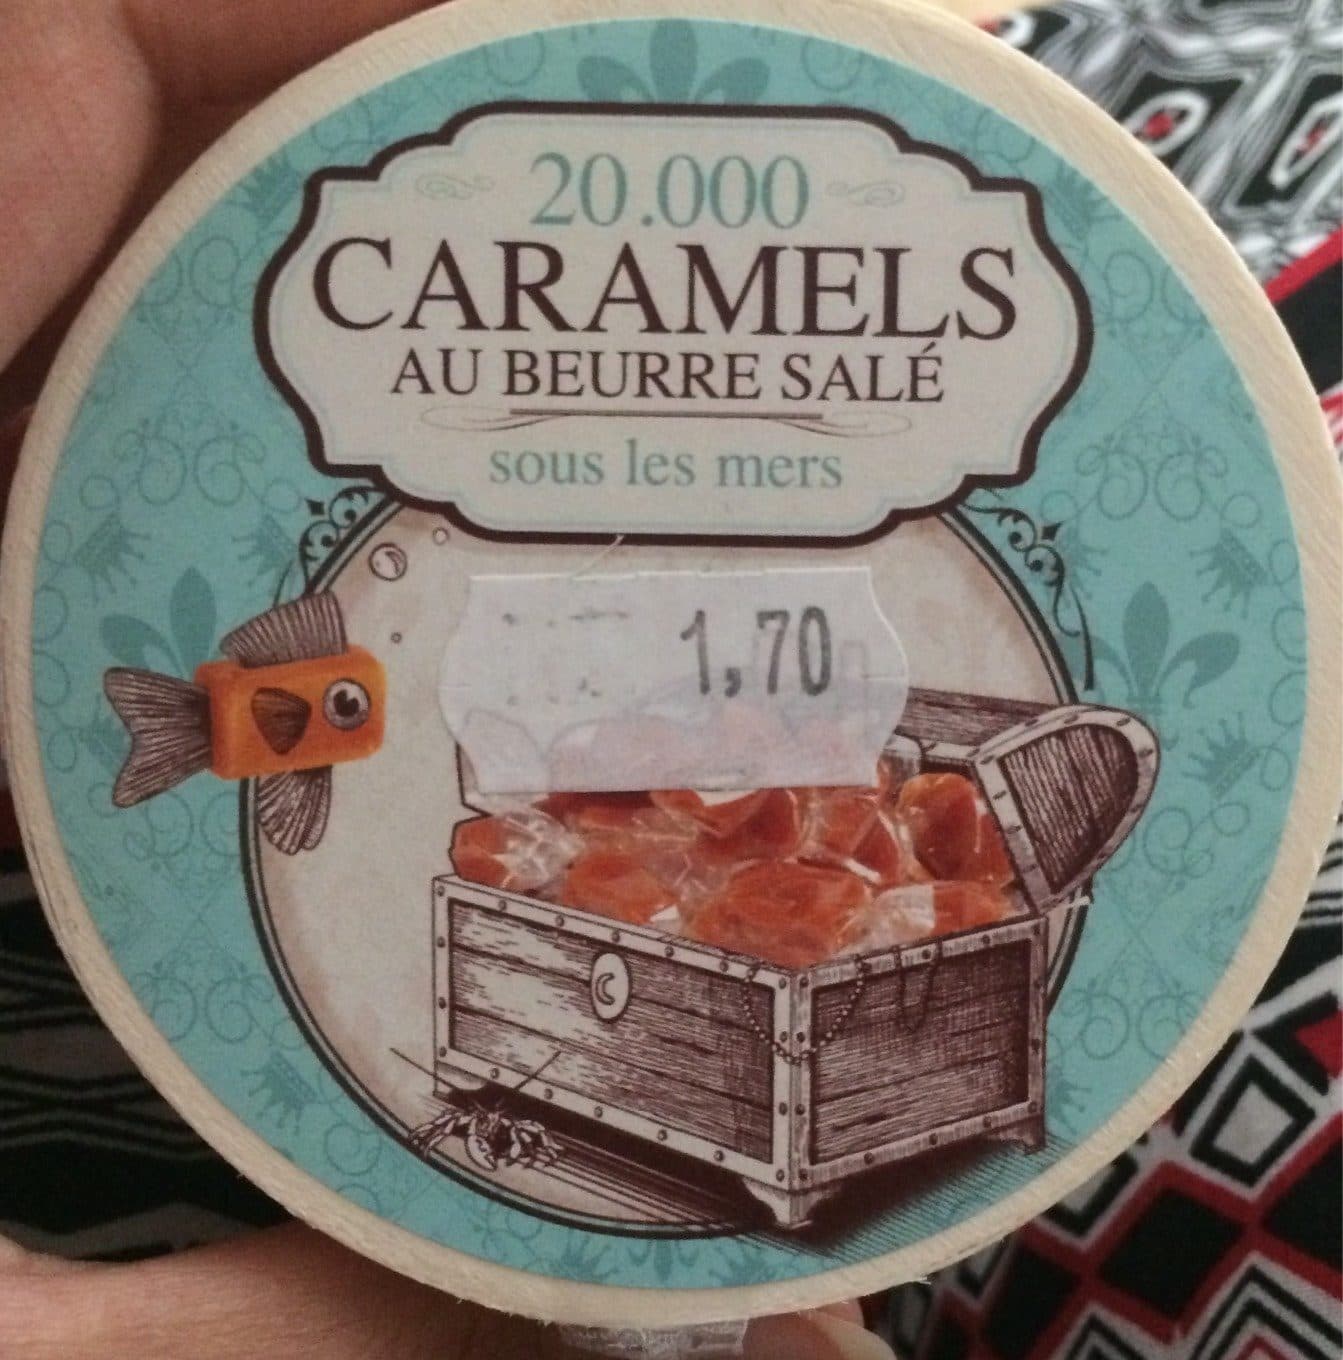 20.000
CARAMELS
AU BEURRE SALÉ
sous les mers
1,70